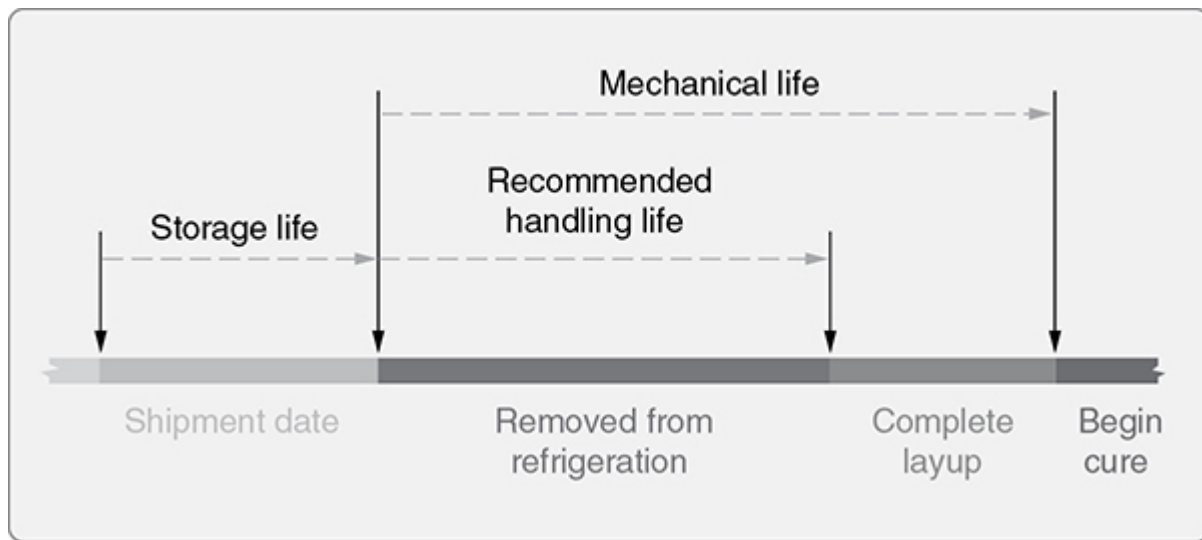 Mechanical life
Recommended
handling life
Storage life
Shipment date
Removed from
refrigeration
Complete
layup
Begin
cure